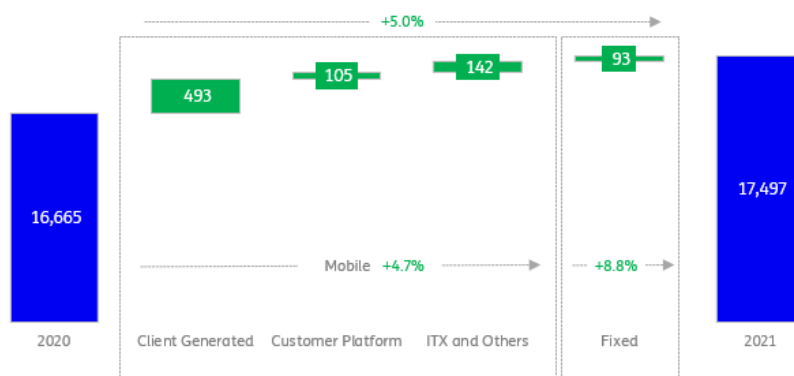 +5.0%
493
105
142
93
16,665
17,497
Mobile +4.7%
+8.8%
2020
Client Generated
Customer Platform
ITX and Others
Fixed
2021